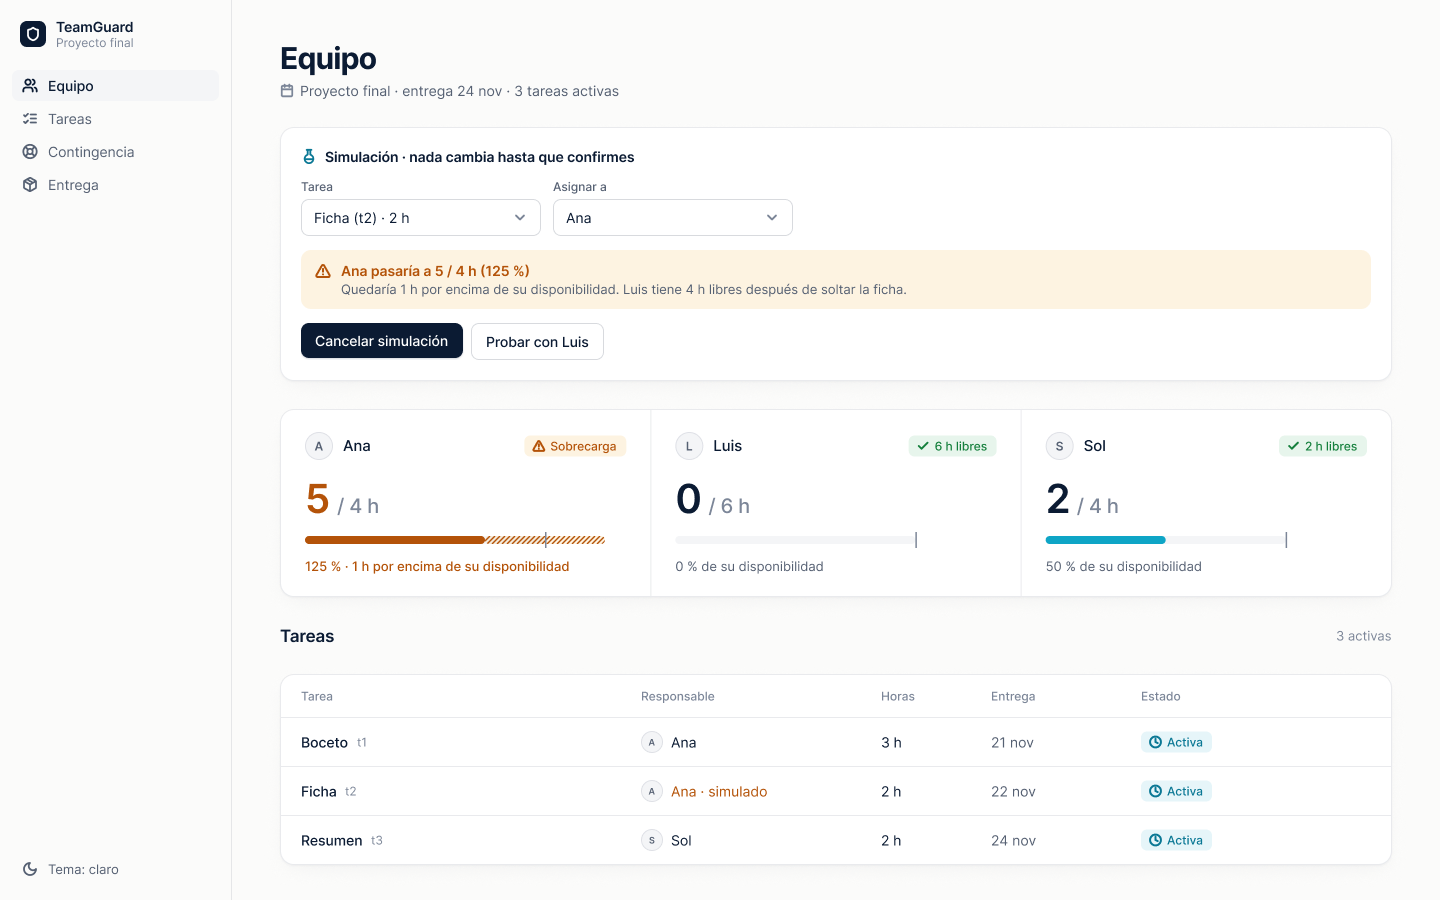 TeamGuard
Proyecto final
Equipo
Tareas
Contingencia
Entrega
Tema: claro
Equipo
Proyecto final · entrega 24 nov · 3 tareas activas
Simulación · nada cambia hasta que confirmes
Tarea Asignar a
Ficha (t2) · 2 h Ana
Ana pasaría a 5 / 4 h (125 %)
Quedaría 1 h por encima de su disponibilidad. Luis tiene 4 h libres después de soltar la ficha.
Cancelar simulación Probar con Luis
A Ana Sobrecarga
5 / 4 h
125 % · 1 h por encima de su disponibilidad
L Luis 6 h libres
0 / 6 h
0 % de su disponibilidad
S Sol 2 h libres
2 / 4 h
50 % de su disponibilidad
Tareas 3 activas
Tarea Responsable Horas Entrega Estado
Boceto t1 A Ana 3 h 21 nov Activa
Ficha t2 A Ana · simulado 2 h 22 nov Activa
Resumen t3 S Sol 2 h 24 nov Activa